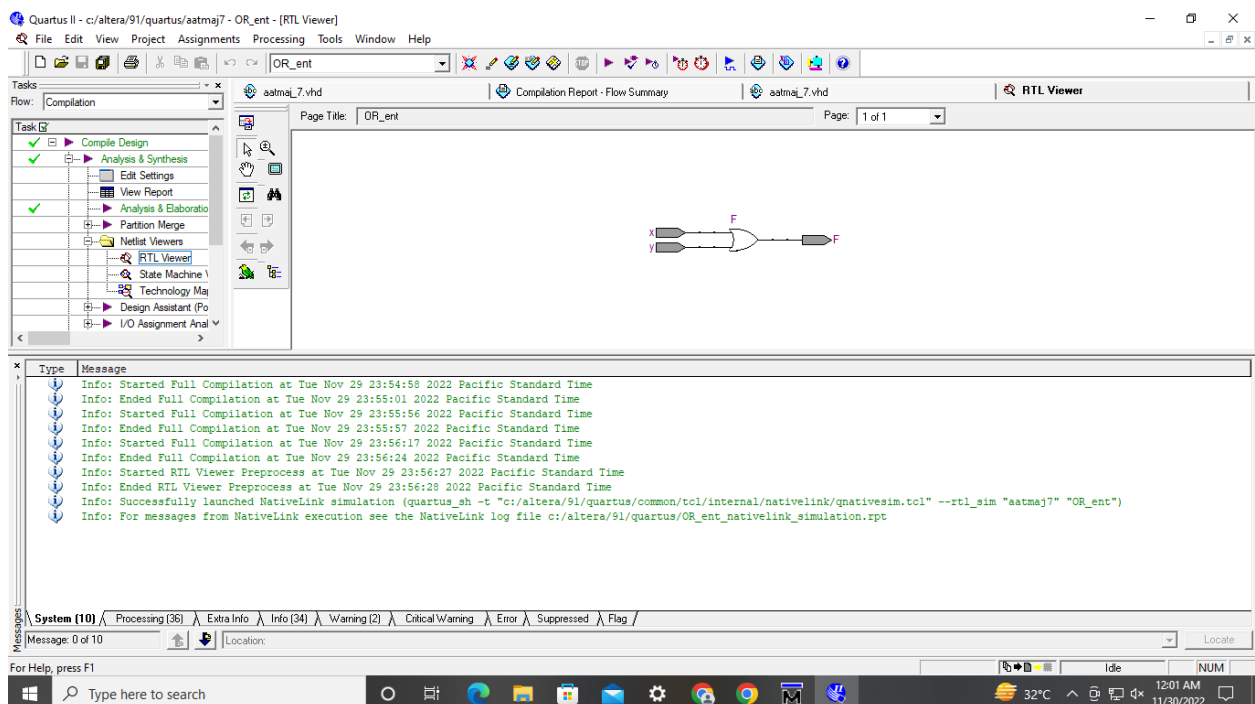 Quartus II - c:/altera/91/quartus/aatmaj7 - OR_ent - [RTL Viewer]
File Edit View Project Assignments Processing Tools Window Help
OR_ent
Tasks
Flow: Compilation
Task
Compile Design
Analysis & Synthesis
Edit Settings
View Report
Analysis & Elaboratio
Partition Merge
Netlist Viewers
RTL Viewer
State Machine V
Technology Map
Design Assistant (Po
I/O Assignment Anal
aatmaj_7.vhd
Compilation Report - Flow Summary
aatmaj_7.vhd
RTL Viewer
Page Title: OR_ent
Page: 1 of 1
F
x
y
F
Type Message
Info: Started Full Compilation at Tue Nov 29 23:54:58 2022 Pacific Standard Time
Info: Ended Full Compilation at Tue Nov 29 23:55:01 2022 Pacific Standard Time
Info: Started Full Compilation at Tue Nov 29 23:55:56 2022 Pacific Standard Time
Info: Ended Full Compilation at Tue Nov 29 23:55:57 2022 Pacific Standard Time
Info: Started Full Compilation at Tue Nov 29 23:56:17 2022 Pacific Standard Time
Info: Ended Full Compilation at Tue Nov 29 23:56:24 2022 Pacific Standard Time
Info: Started RTL Viewer Preprocess at Tue Nov 29 23:56:27 2022 Pacific Standard Time
Info: Ended RTL Viewer Preprocess at Tue Nov 29 23:56:28 2022 Pacific Standard Time
Info: Successfully launched NativeLink simulation (quartus_sh -t "c:/altera/91/quartus/common/tcl/internal/nativelink/qnativesim.tcl" --rtl_sim "aatmaj7" "OR_ent")
Info: For messages from NativeLink execution see the NativeLink log file c:/altera/91/quartus/OR_ent_nativelink_simulation.rpt
Messages
System (10) Processing (36) Extra Info Info (34) Warning (2) Critical Warning Error Suppressed Flag
Message: 0 of 10
Location:
Locate
For Help, press F1
Idle
NUM
Type here to search
32°C
12:01 AM
11/30/2022